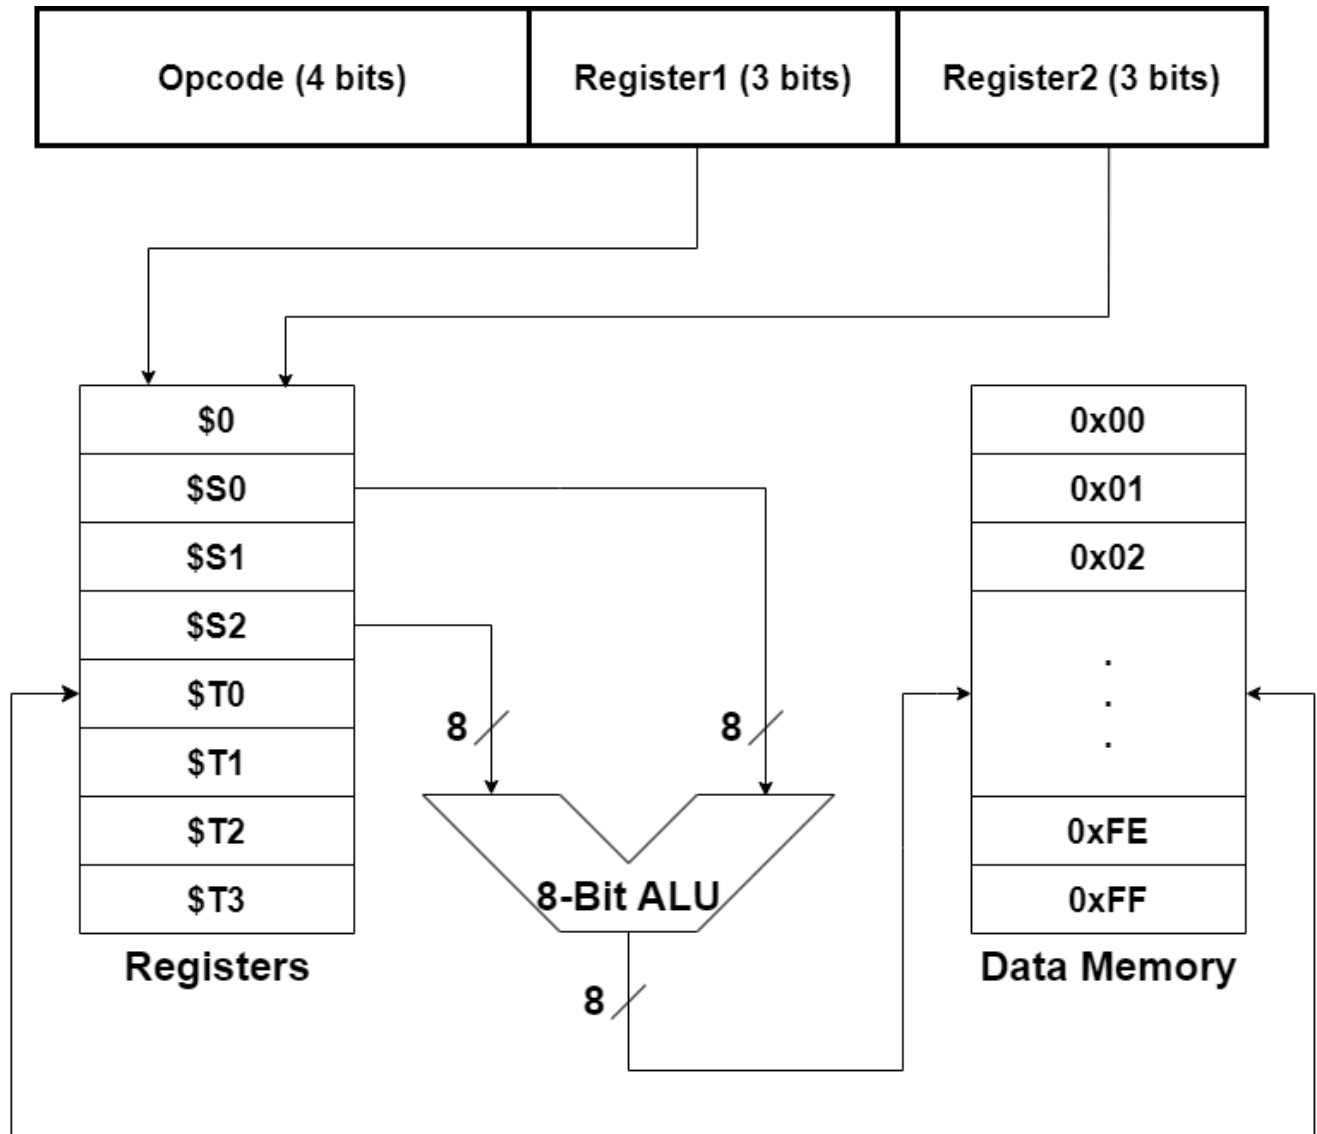 Opcode (4 bits)
Register1 (3 bits)
Register2 (3 bits)
$0
$S0
$S1
$S2
$T0
$T1
$T2
$T3
Registers
8
8
8-Bit ALU
8
0x00
0x01
0x02
.
.
.
0xFE
0xFF
Data Memory